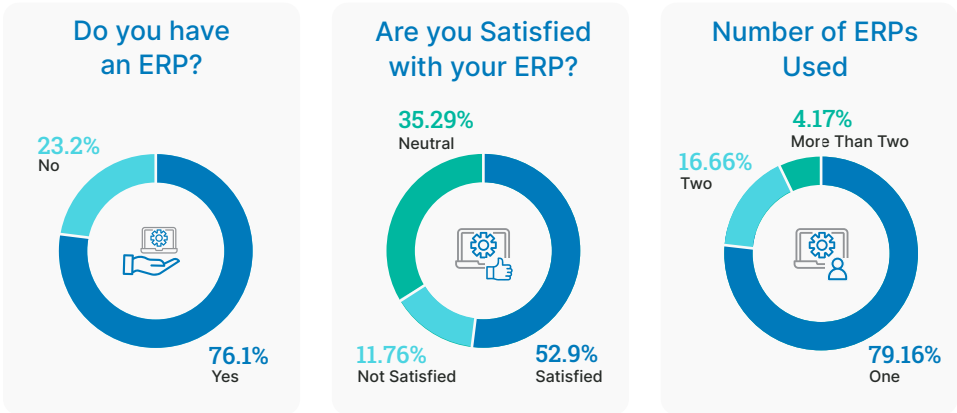 Do you have
an ERP?
23.2%
No
76.1%
Yes
Are you Satisfied
with your ERP?
35.29%
Neutral
11.76%
Not Satisfied
52.9%
Satisfied
Number of ERPs
Used
4.17%
More Than Two
16.66%
Two
79.16%
One